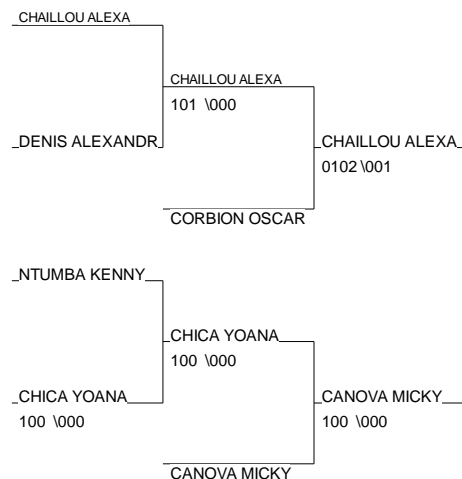 CHAILLOU ALEXA
CHAILLOU ALEXA
101 \000
DENIS ALEXANDR
CHAILLOU ALEXA
0102 \001
CORBION OSCAR
NTUMBA KENNY
CHICA YOANA
100 \000
CHICA YOANA
100 \000
CANOVA MICKY
100 \000
CANOVA MICKY